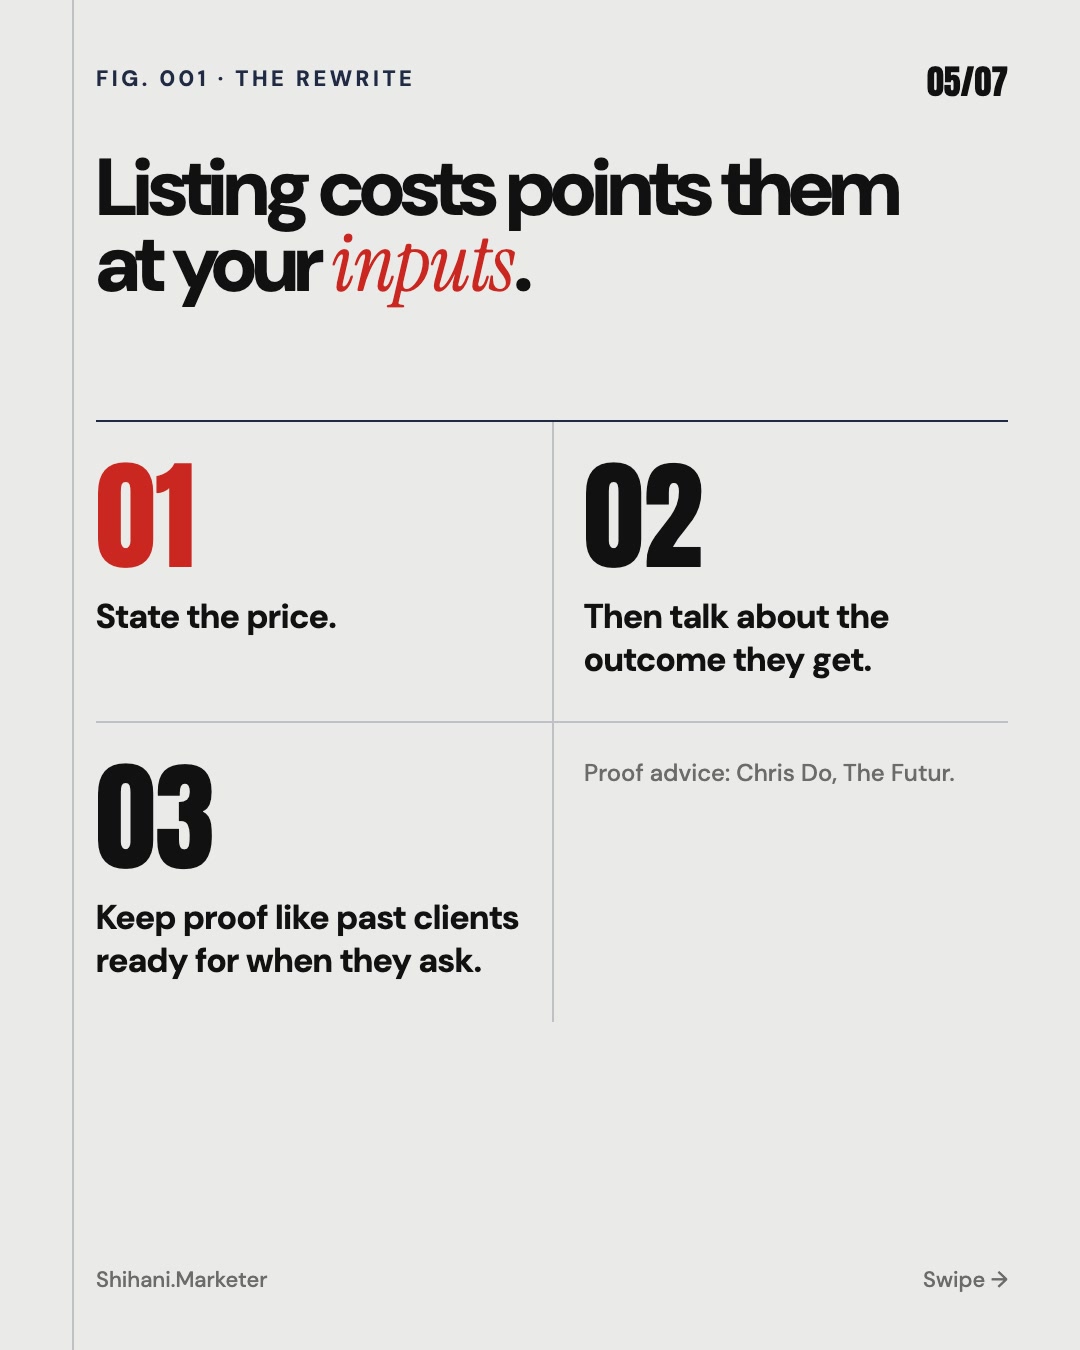 FIG. 001 · THE REWRITE
05/07
Listing costs points them
at your inputs.
01
State the price.
02
Then talk about the
outcome they get.
03
Keep proof like past clients
ready for when they ask.
Proof advice: Chris Do, The Futur.
Shihani.Marketer
Swipe →